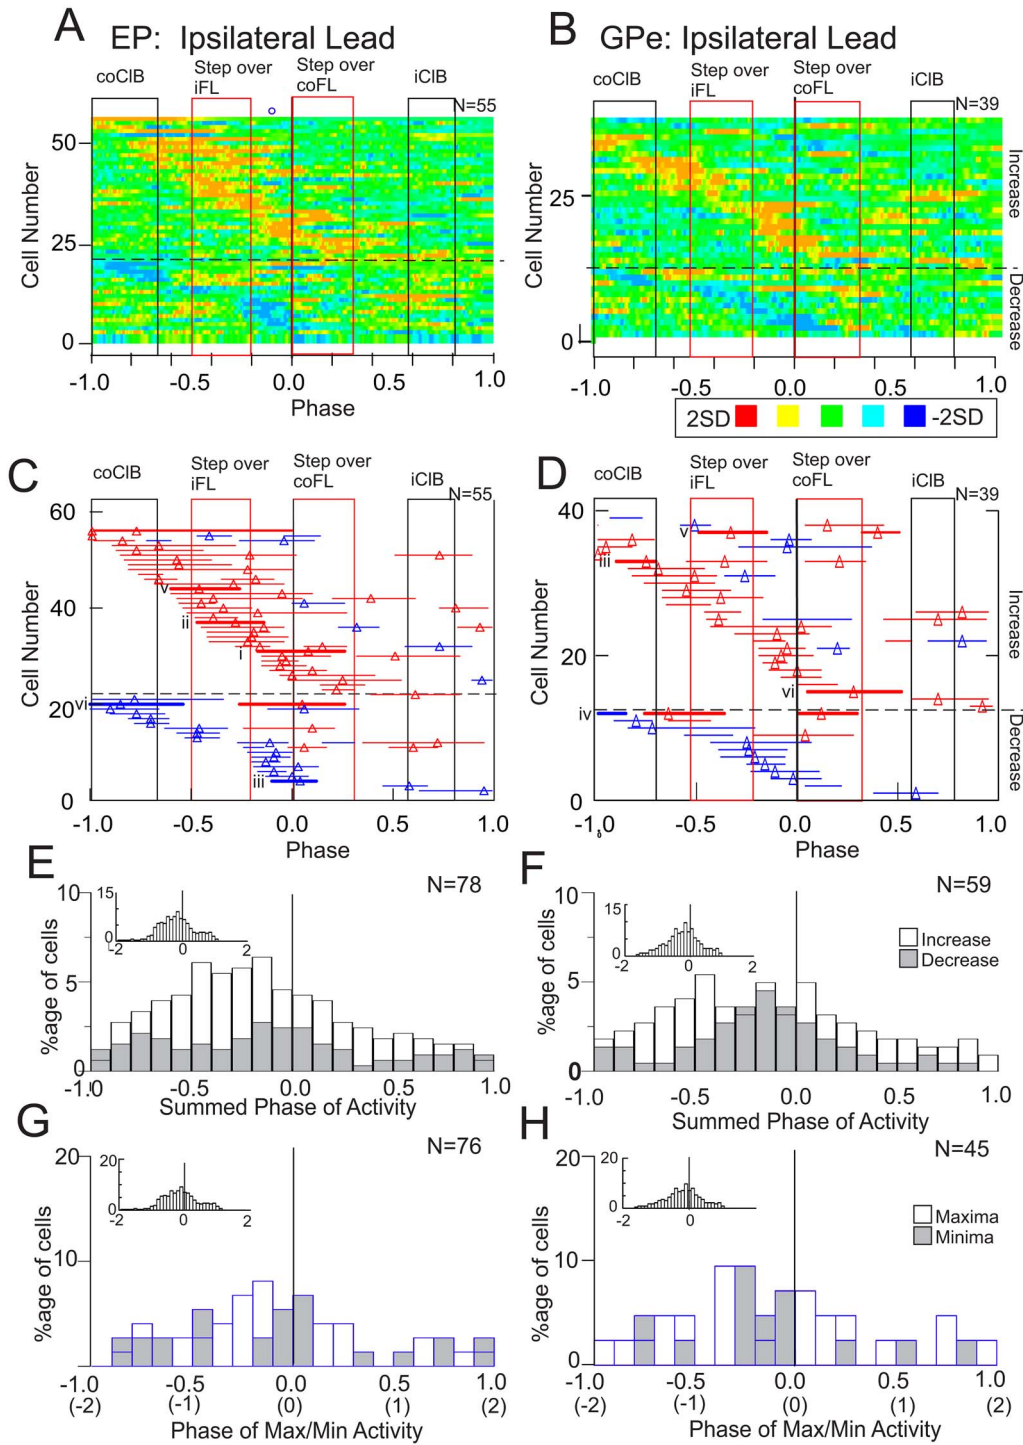 A
EP: Ipsilateral Lead
B
GPe: Ipsilateral Lead
coClB
Step over
iFL
Step over
coFL
iClB
N=55
coClB
Step over
iFL
Step over
coFL
iClB
N=39
Cell Number
50
25
0
-1.0 -0.5 0.0 0.5 1.0
Phase
Cell Number
25
0
-1.0 -0.5 0.0 0.5 1.0
Increase
Decrease
2SD -2SD
C
coClB
Step over
iFL
Step over
coFL
iClB
N=55
D
coClB
Step over
iFL
Step over
coFL
iClB
N=39
Cell Number
60
40
20
0
v
ii
i
vi
iii
-1.0 -0.5 0.0 0.5 1.0
Phase
Cell Number
40
20
0
v
iii
vi
iv
Increase
Decrease
-1.0 -0.5 0.0 0.5 1.0
Phase
E
N=78
%age of cells
10
5
0
15
0
-2 0 2
-1.0 -0.5 0.0 0.5 1.0
Summed Phase of Activity
F
N=59
%age of cells
10
5
0
15
0
-2 0 2
Increase
Decrease
-1.0 -0.5 0.0 0.5 1.0
Summed Phase of Activity
G
N=76
%age of cells
20
10
20
0
-2 0 2
-1.0 -0.5 0.0 0.5 1.0
(-2) (-1) (0) (1) (2)
Phase of Max/Min Activity
H
N=45
%age of cells
20
10
0
20
0
-2 0 2
Maxima
Minima
-1.0 -0.5 0.0 0.5 1.0
(-2) (-1) (0) (1) (2)
Phase of Max/Min Activity